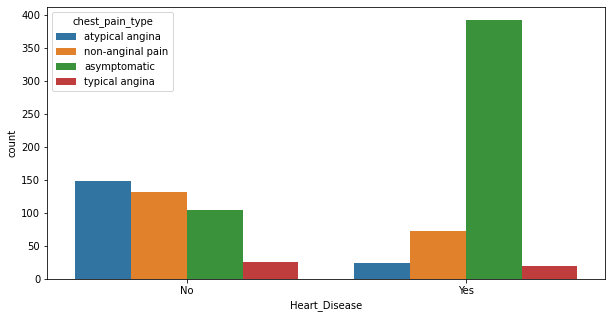 chest_pain_type
atypical angina
non-anginal pain
asymptomatic
typical angina
400
350
300
250
200
150
100
50
0
count
No
Yes
Heart_Disease